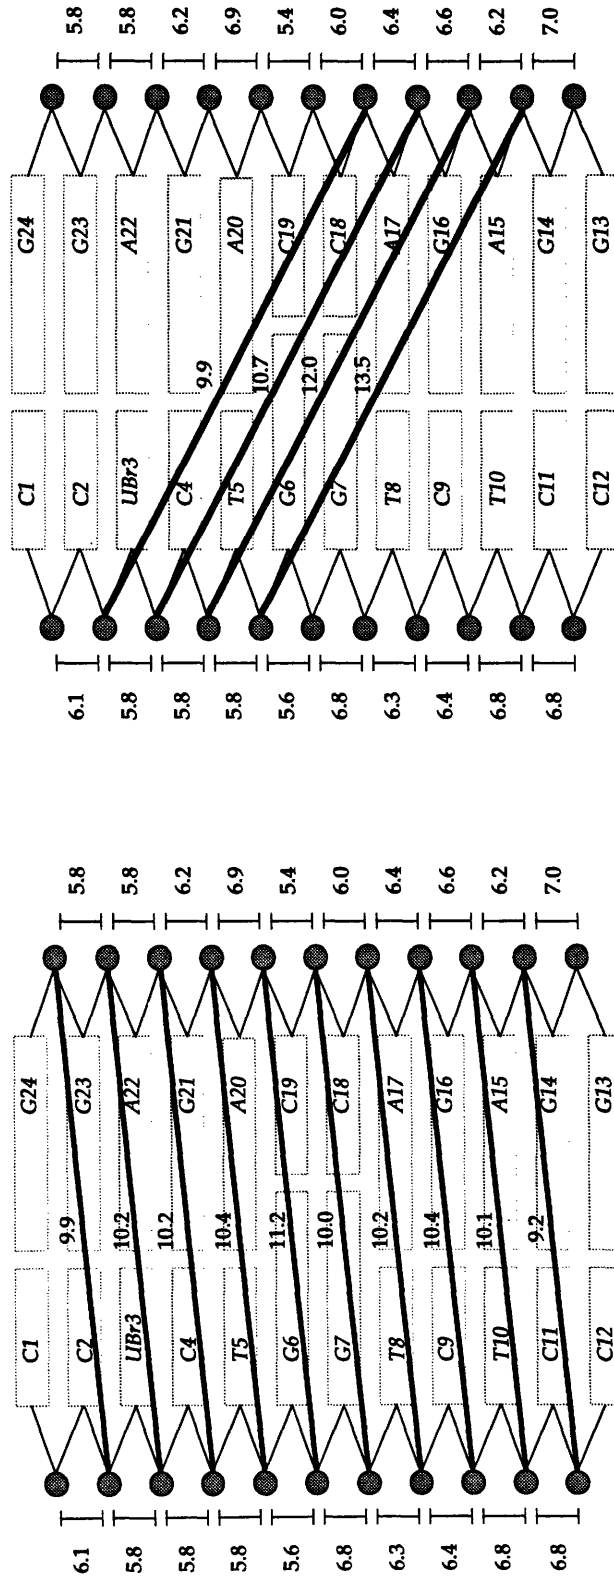 C1 G24
6.1 C2 9.9 G23 5.8
5.8 UBr3 10.2 A22 5.8
5.8 C4 10.2 G21 6.2
5.8 T5 10.4 A20 6.9
5.6 G6 11.2 C19 5.4
6.8 G7 10.0 C18 6.0
6.3 T8 10.2 A17 6.4
6.4 C9 10.4 G16 6.6
6.8 T10 10.1 A15 6.2
6.8 C11 9.2 G14 7.0
C12 G13
C1 G24
6.1 C2 G23 5.8
5.8 UBr3 A22 5.8
5.8 C4 G21 6.2
5.8 T5 9.9 A20 6.9
5.6 G6 10.7 C19 5.4
6.8 G7 12.0 C18 6.0
6.3 T8 13.5 A17 6.4
6.4 C9 G16 6.6
6.8 T10 A15 6.2
6.8 C11 G14 7.0
C12 G13